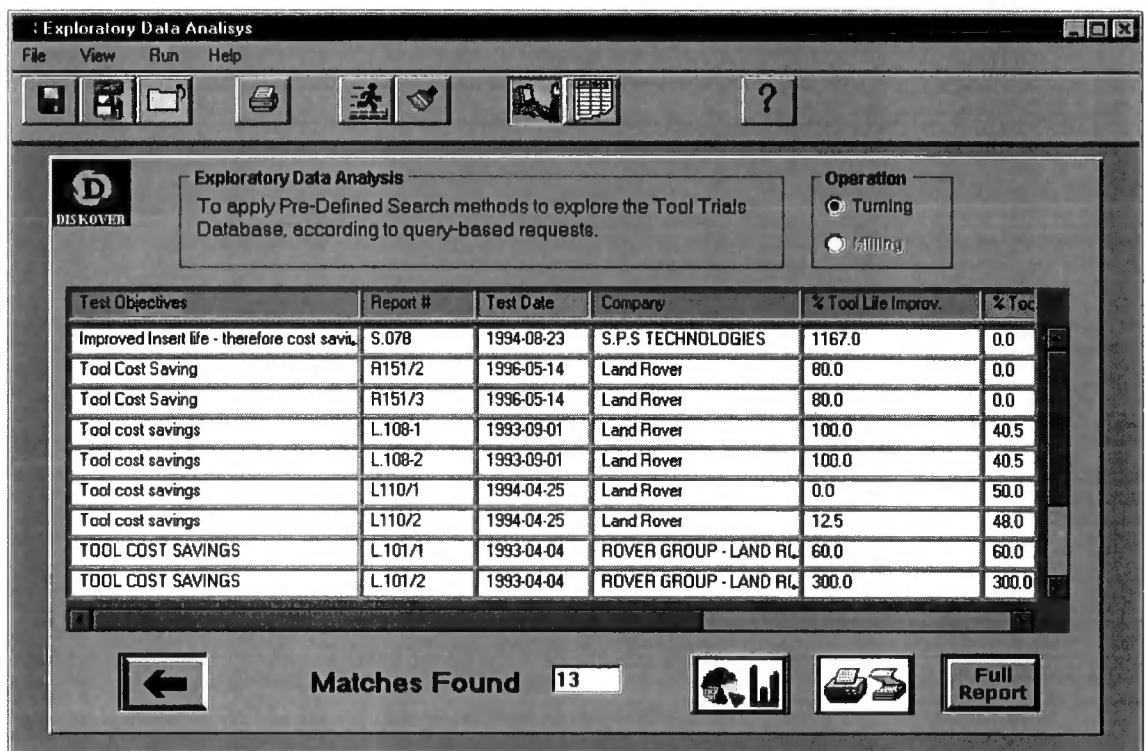 Exploratory Data Analisys
File View Run Help
?
D
DISKOVER
Exploratory Data Analysis
To apply Pre-Defined Search methods to explore the Tool Trials
Database, according to query-based requests.
Operation
Turning
Milling
Test Objectives Report # Test Date Company % Tool Life Improv. % Too
Improved Insert life - therefore cost savi. S.078 1994-08-23 S.P.S TECHNOLOGIES 1167.0 0.0
Tool Cost Saving R151/2 1996-05-14 Land Rover 80.0 0.0
Tool Cost Saving R151/3 1996-05-14 Land Rover 80.0 0.0
Tool cost savings L.108-1 1993-09-01 Land Rover 100.0 40.5
Tool cost savings L.108-2 1993-09-01 Land Rover 100.0 40.5
Tool cost savings L110/1 1994-04-25 Land Rover 0.0 50.0
Tool cost savings L110/2 1994-04-25 Land Rover 12.5 48.0
TOOL COST SAVINGS L.101/1 1993-04-04 ROVER GROUP - LAND R 60.0 60.0
TOOL COST SAVINGS L.101/2 1993-04-04 ROVER GROUP - LAND R 300.0 300.0
Matches Found 13
Full
Report